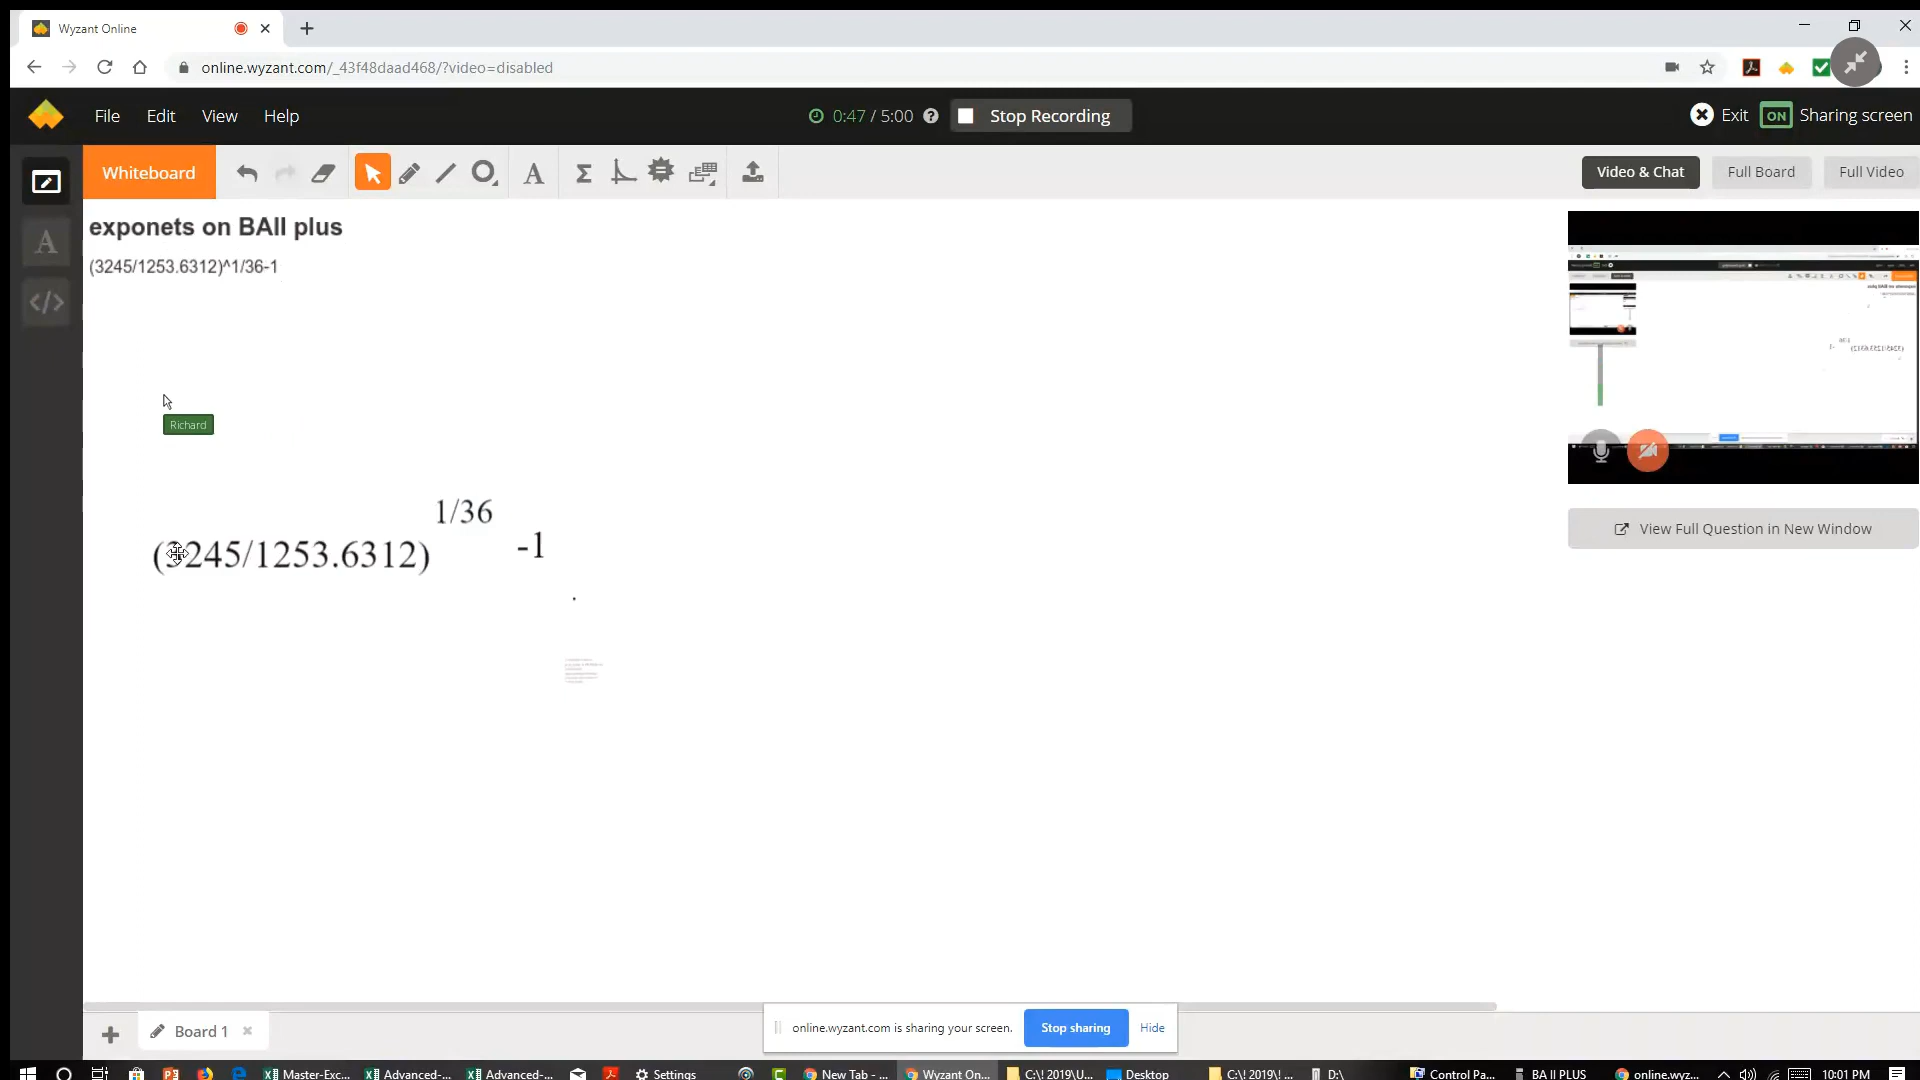 Wyzant Online
online.wyzant.com/_43f48daad468/?video=disabled
File Edit View Help 0:47 / 5:00 ? Stop Recording Exit ON Sharing screen
Whiteboard A Σ Video & Chat Full Board Full Video
exponets on BAII plus
A
(3245/1253.6312)^1/36-1
</>
Richard
1/36
(3245/1253.6312) -1
.
View Full Question in New Window
Board 1
online.wyzant.com is sharing your screen. Stop sharing Hide
Master-Exc... Advanced-... Advanced-... Settings New Tab - ... Wyzant On... C:\! 2019\U... Desktop C:\! 2019\! ... D:\ Control Pa... BA II PLUS online.wyz... 10:01 PM